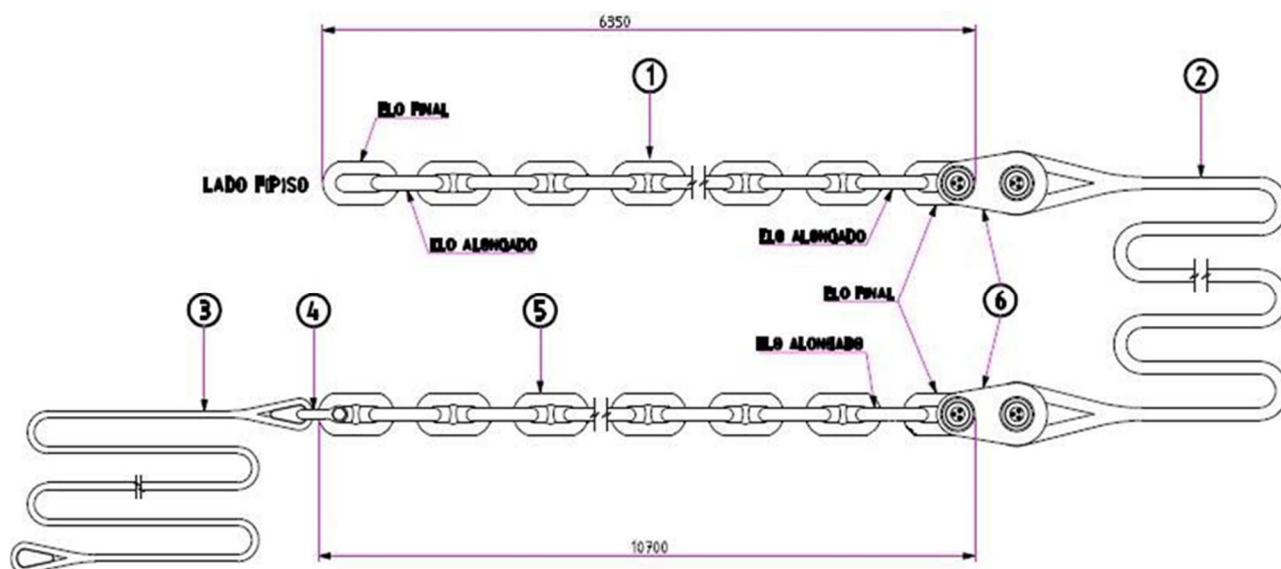 6350
1
2
ELO FINAL
LADO P(P)SO
ELO ALONGADO
ELO ALONGADO
ELO FINAL
6
3
4
5
ELO ALONGADO
10700